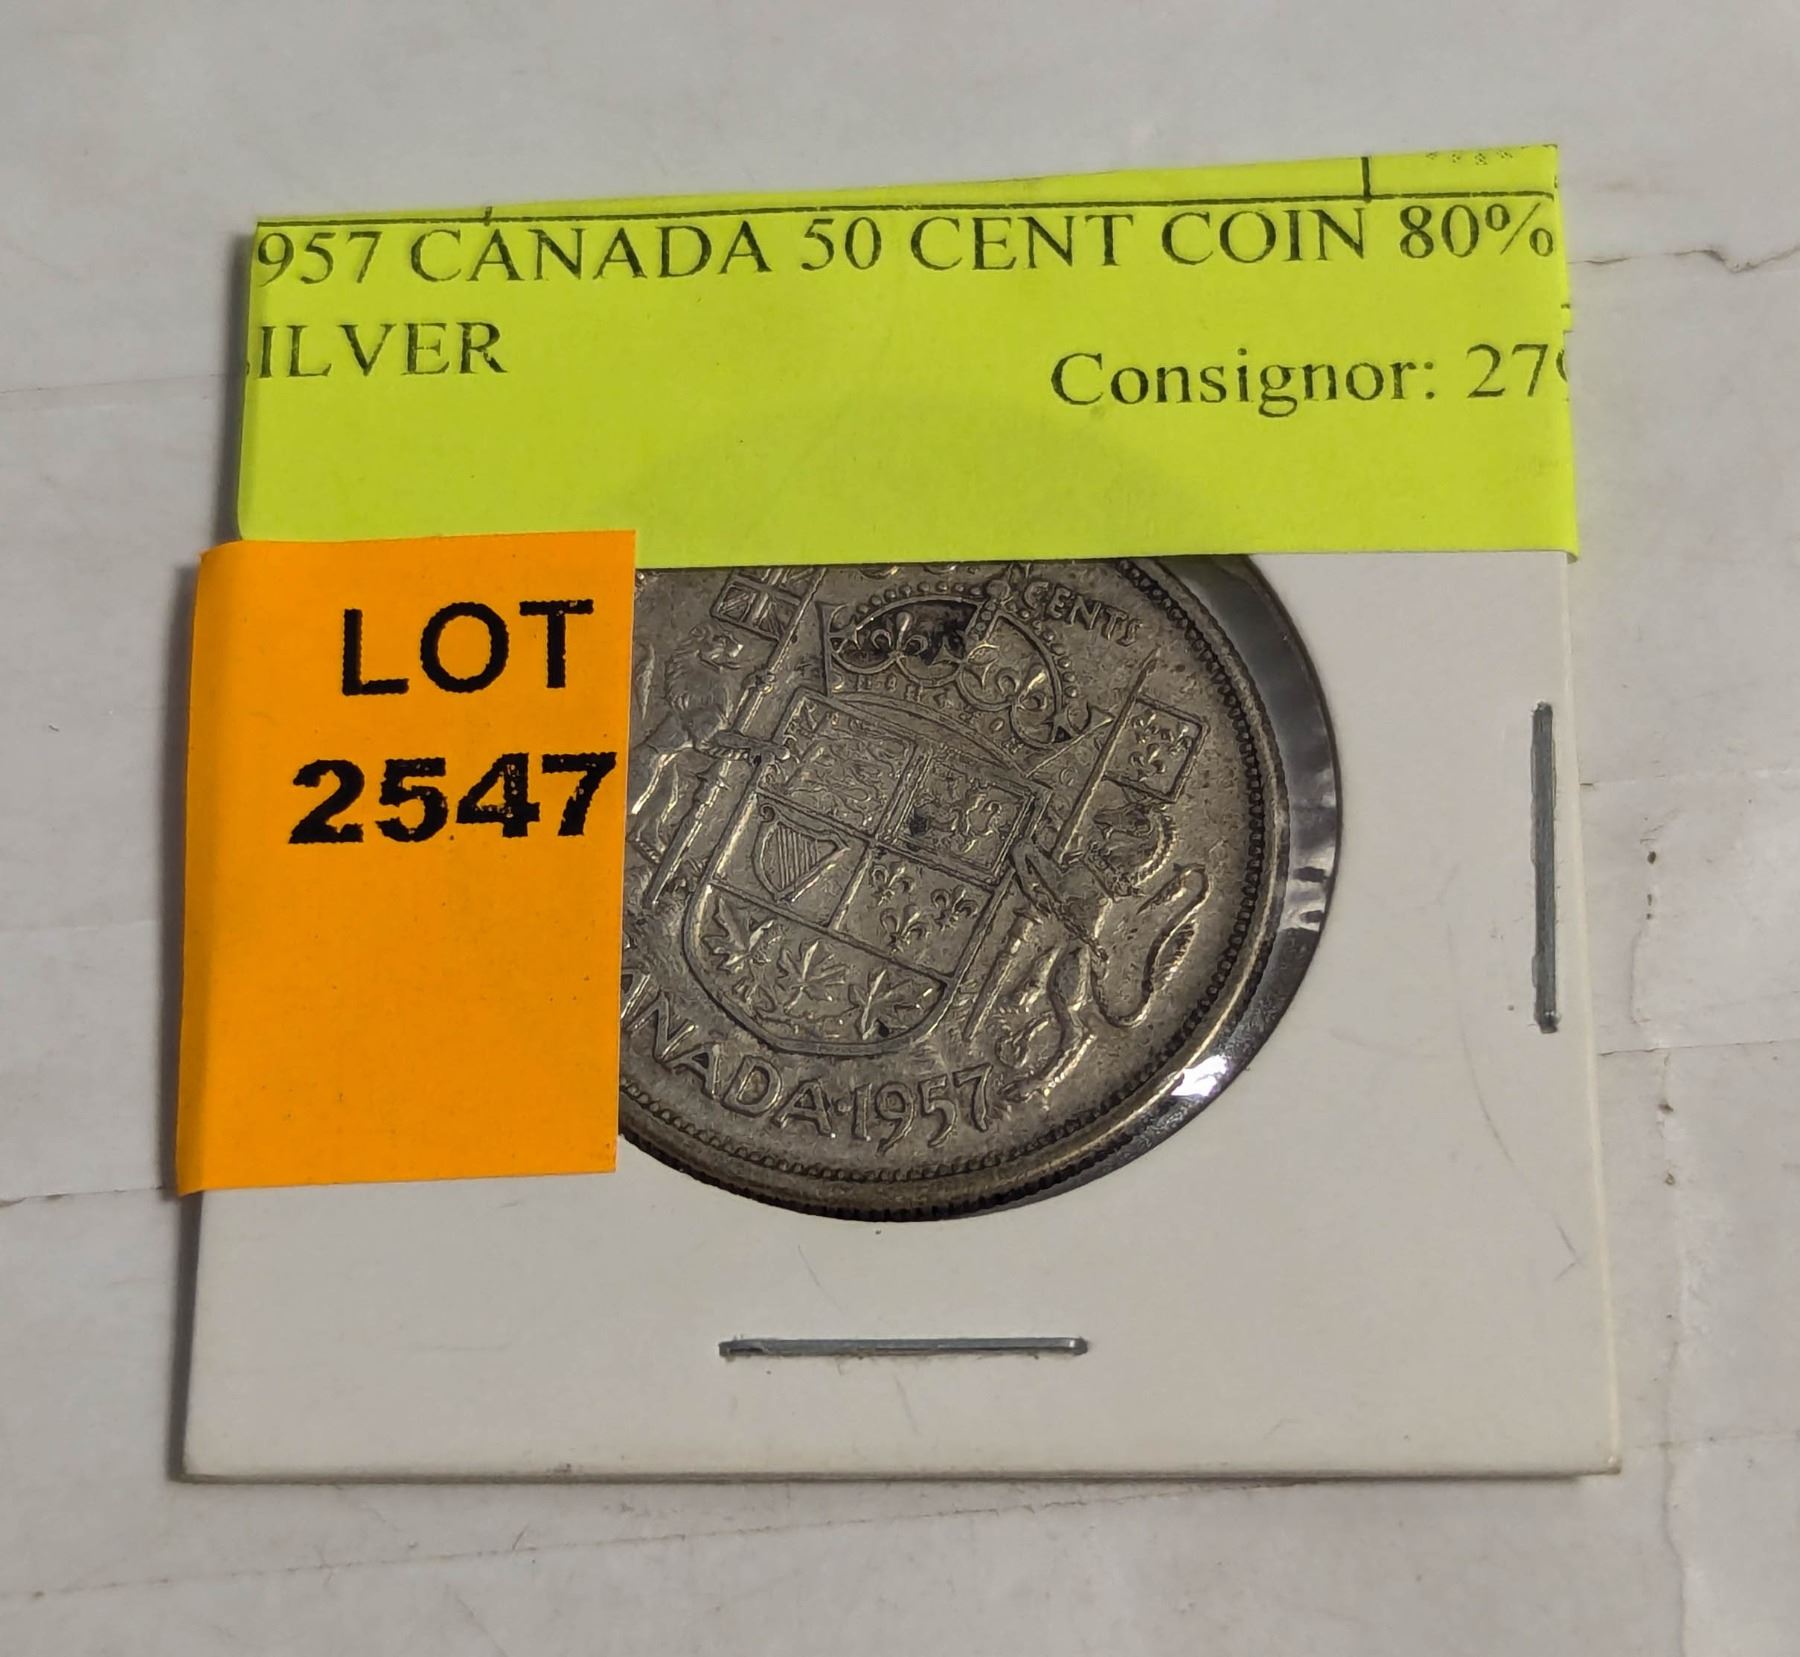 957 CANADA 50 CENT COIN 80%
ILVER
Consignor: 27
LOT
2547
CENTS
NADA·1957